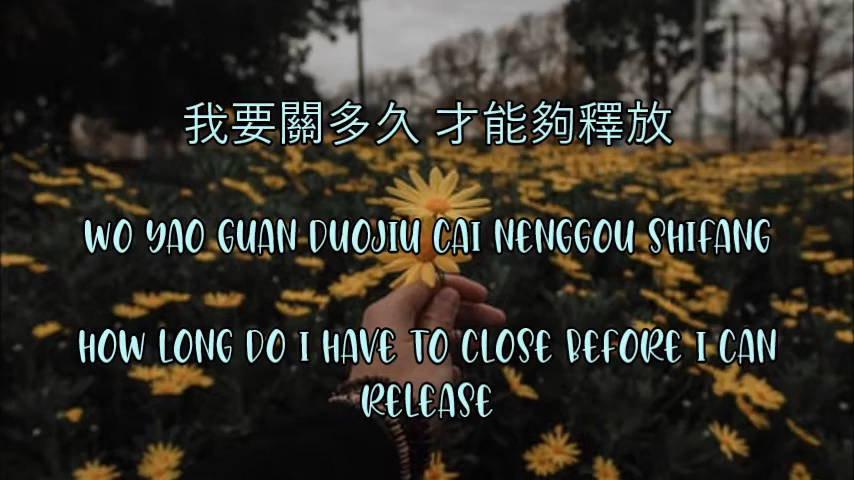 我要關多久 才能夠釋放
WO YAO GUAN DUOJIU CAI NENGGOU SHIFANG
HOW LONG DO I HAVE TO CLOSE BEFORE I CAN
RELEASE